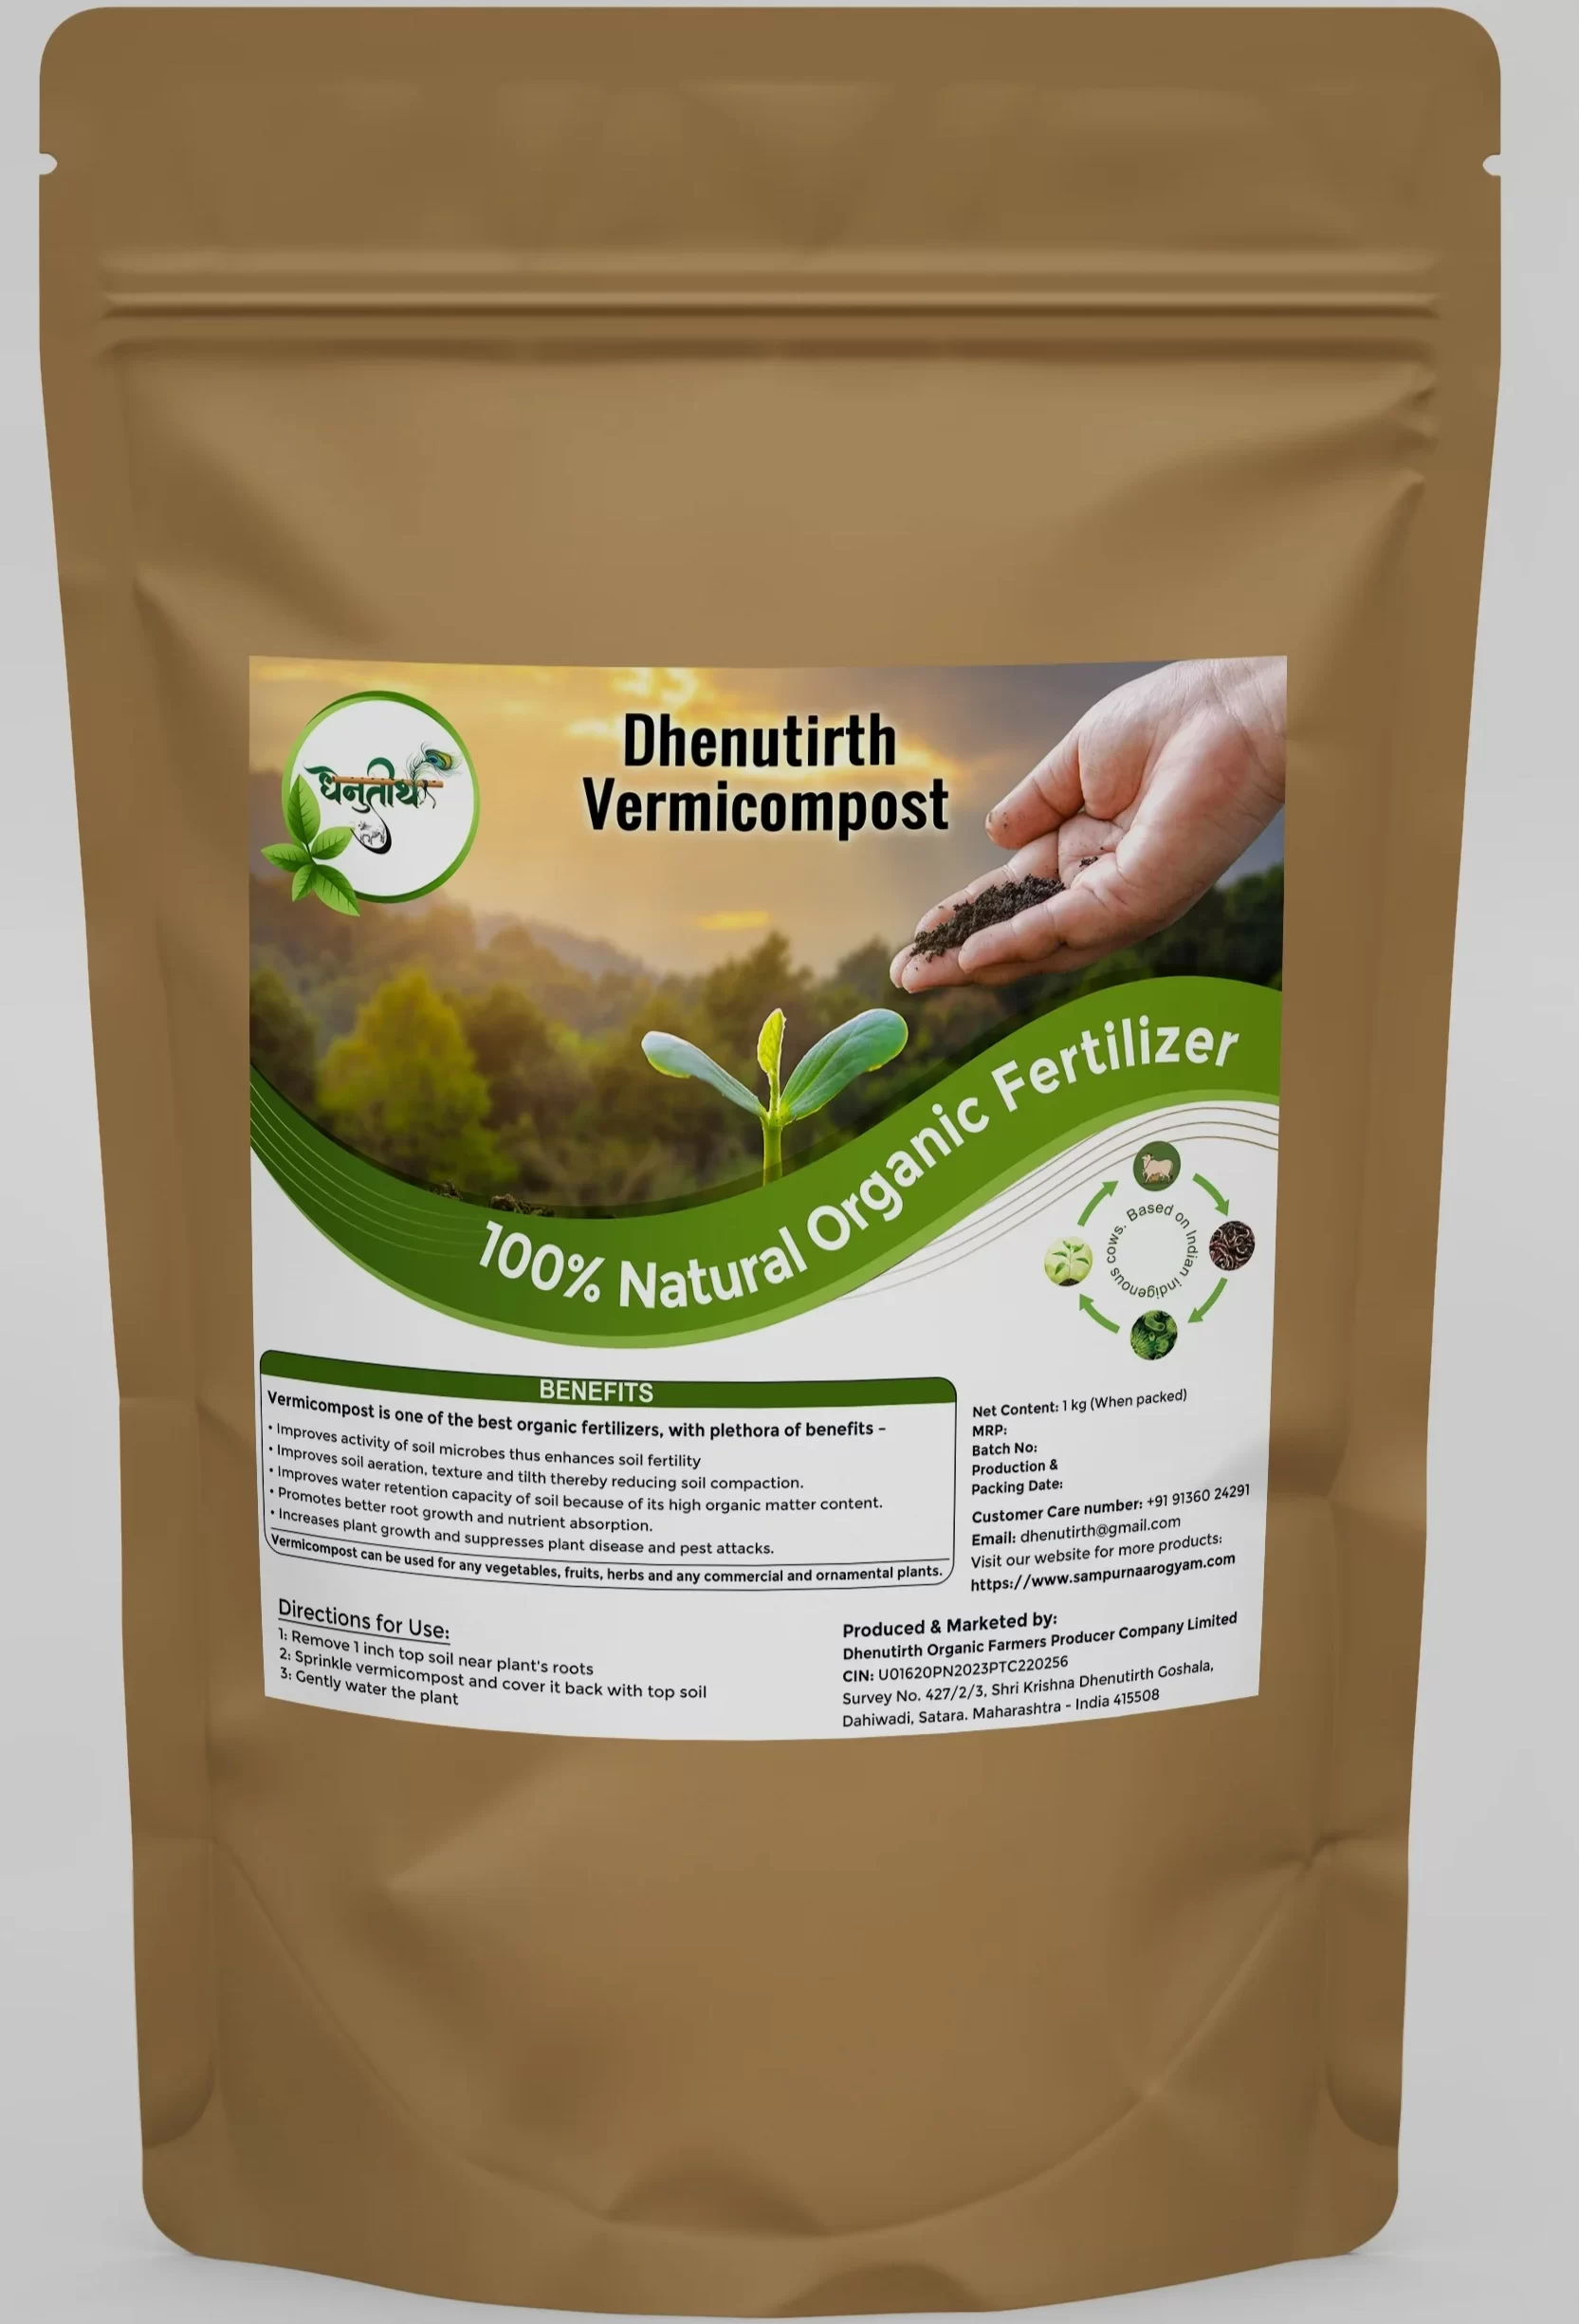 धेनुतीर्थ
Dhenutirth
Vermicompost
100% Natural Organic Fertilizer
Based on Indian indigenous cows.
BENEFITS
Vermicompost is one of the best organic fertilizers, with plethora of benefits –
• Improves activity of soil microbes thus enhances soil fertility
• Improves soil aeration, texture and tilth thereby reducing soil compaction.
• Improves water retention capacity of soil because of its high organic matter content.
• Promotes better root growth and nutrient absorption.
• Increases plant growth and suppresses plant disease and pest attacks.
Vermicompost can be used for any vegetables, fruits, herbs and any commercial and ornamental plants.
Net Content: 1 kg (When packed)
MRP:
Batch No:
Production &
Packing Date:
Customer Care number: +91 91360 24291
Email: dhenutirth@gmail.com
Visit our website for more products:
https://www.sampurnaarogyam.com
Directions for Use:
1: Remove 1 inch top soil near plant's roots
2: Sprinkle vermicompost and cover it back with top soil
3: Gently water the plant
Produced & Marketed by:
Dhenutirth Organic Farmers Producer Company Limited
CIN: U01620PN2023PTC220256
Survey No. 427/2/3, Shri Krishna Dhenutirth Goshala,
Dahiwadi, Satara. Maharashtra - India 415508